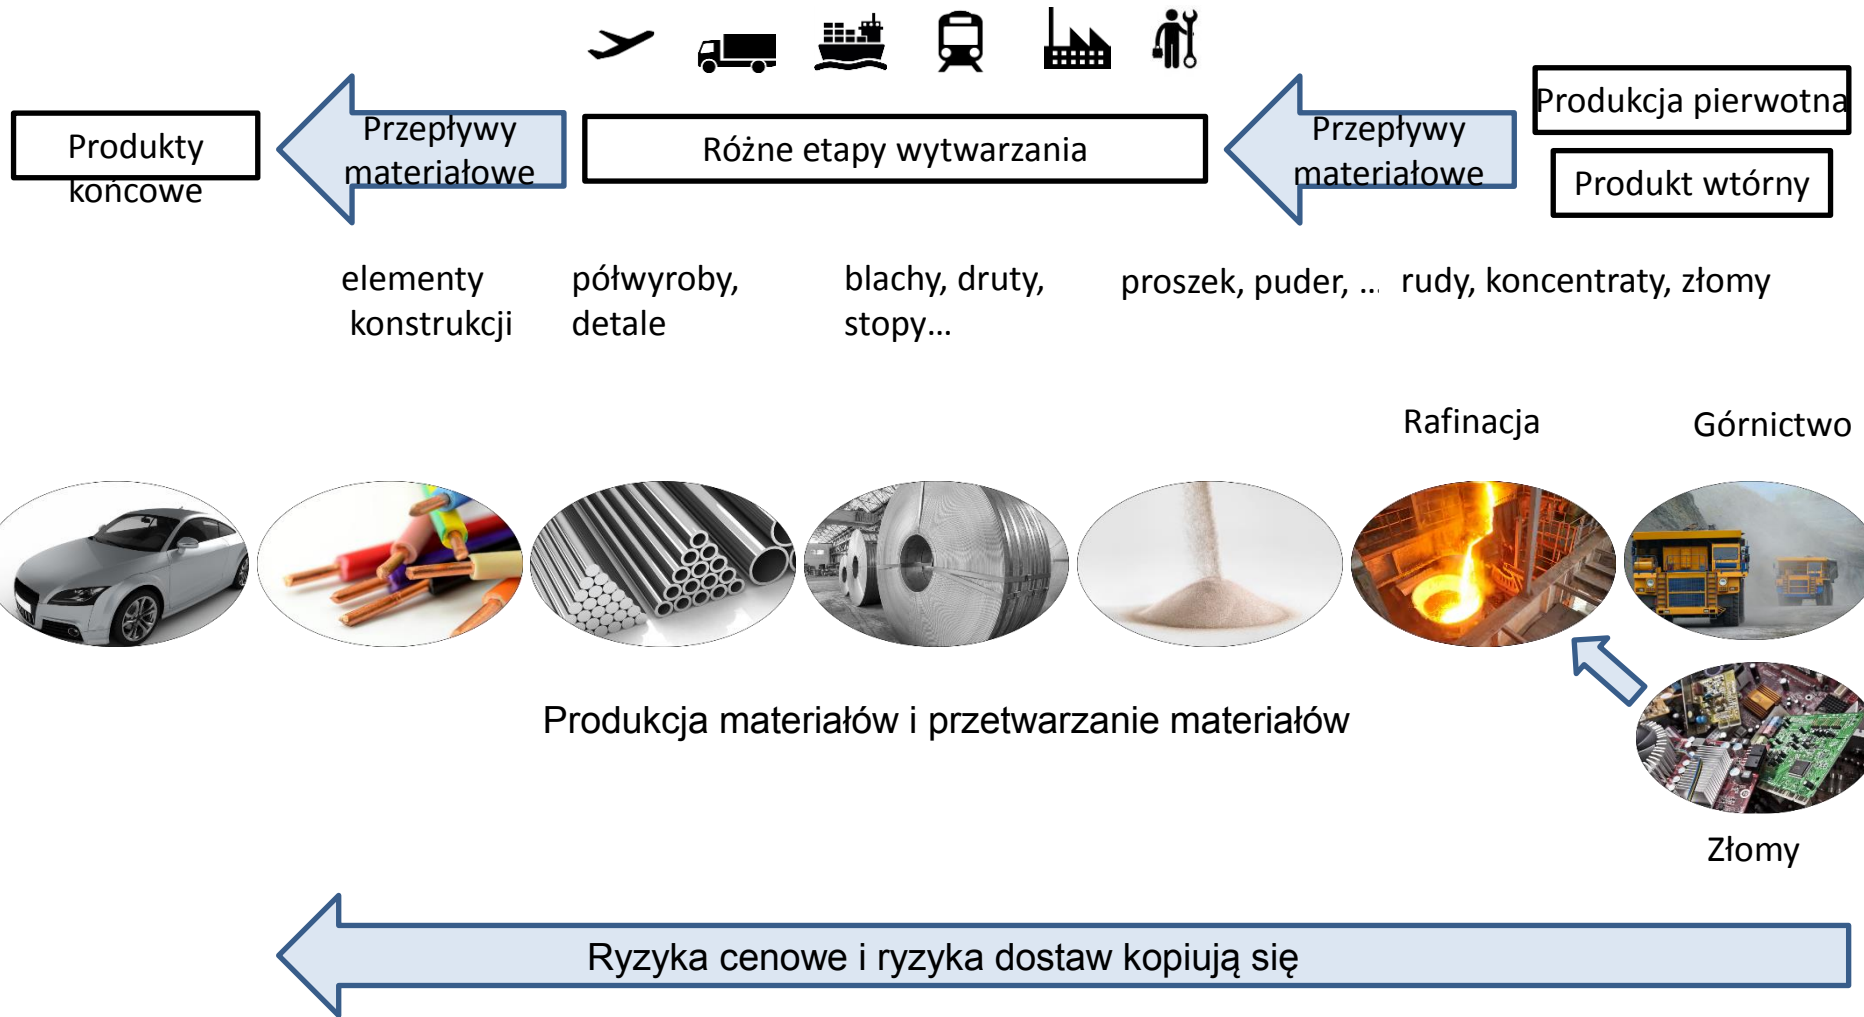 Produkty
końcowe
Przepływy
materiałowe
Różne etapy wytwarzania
Przepływy
materiałowe
Produkcja pierwotna
Produkt wtórny
elementy
konstrukcji
półwyroby,
detale
blachy, druty,
stopy...
proszek, puder, ...
rudy, koncentraty, złomy
Rafinacja
Górnictwo
Produkcja materiałów i przetwarzanie materiałów
Złomy
Ryzyka cenowe i ryzyka dostaw kopiują się